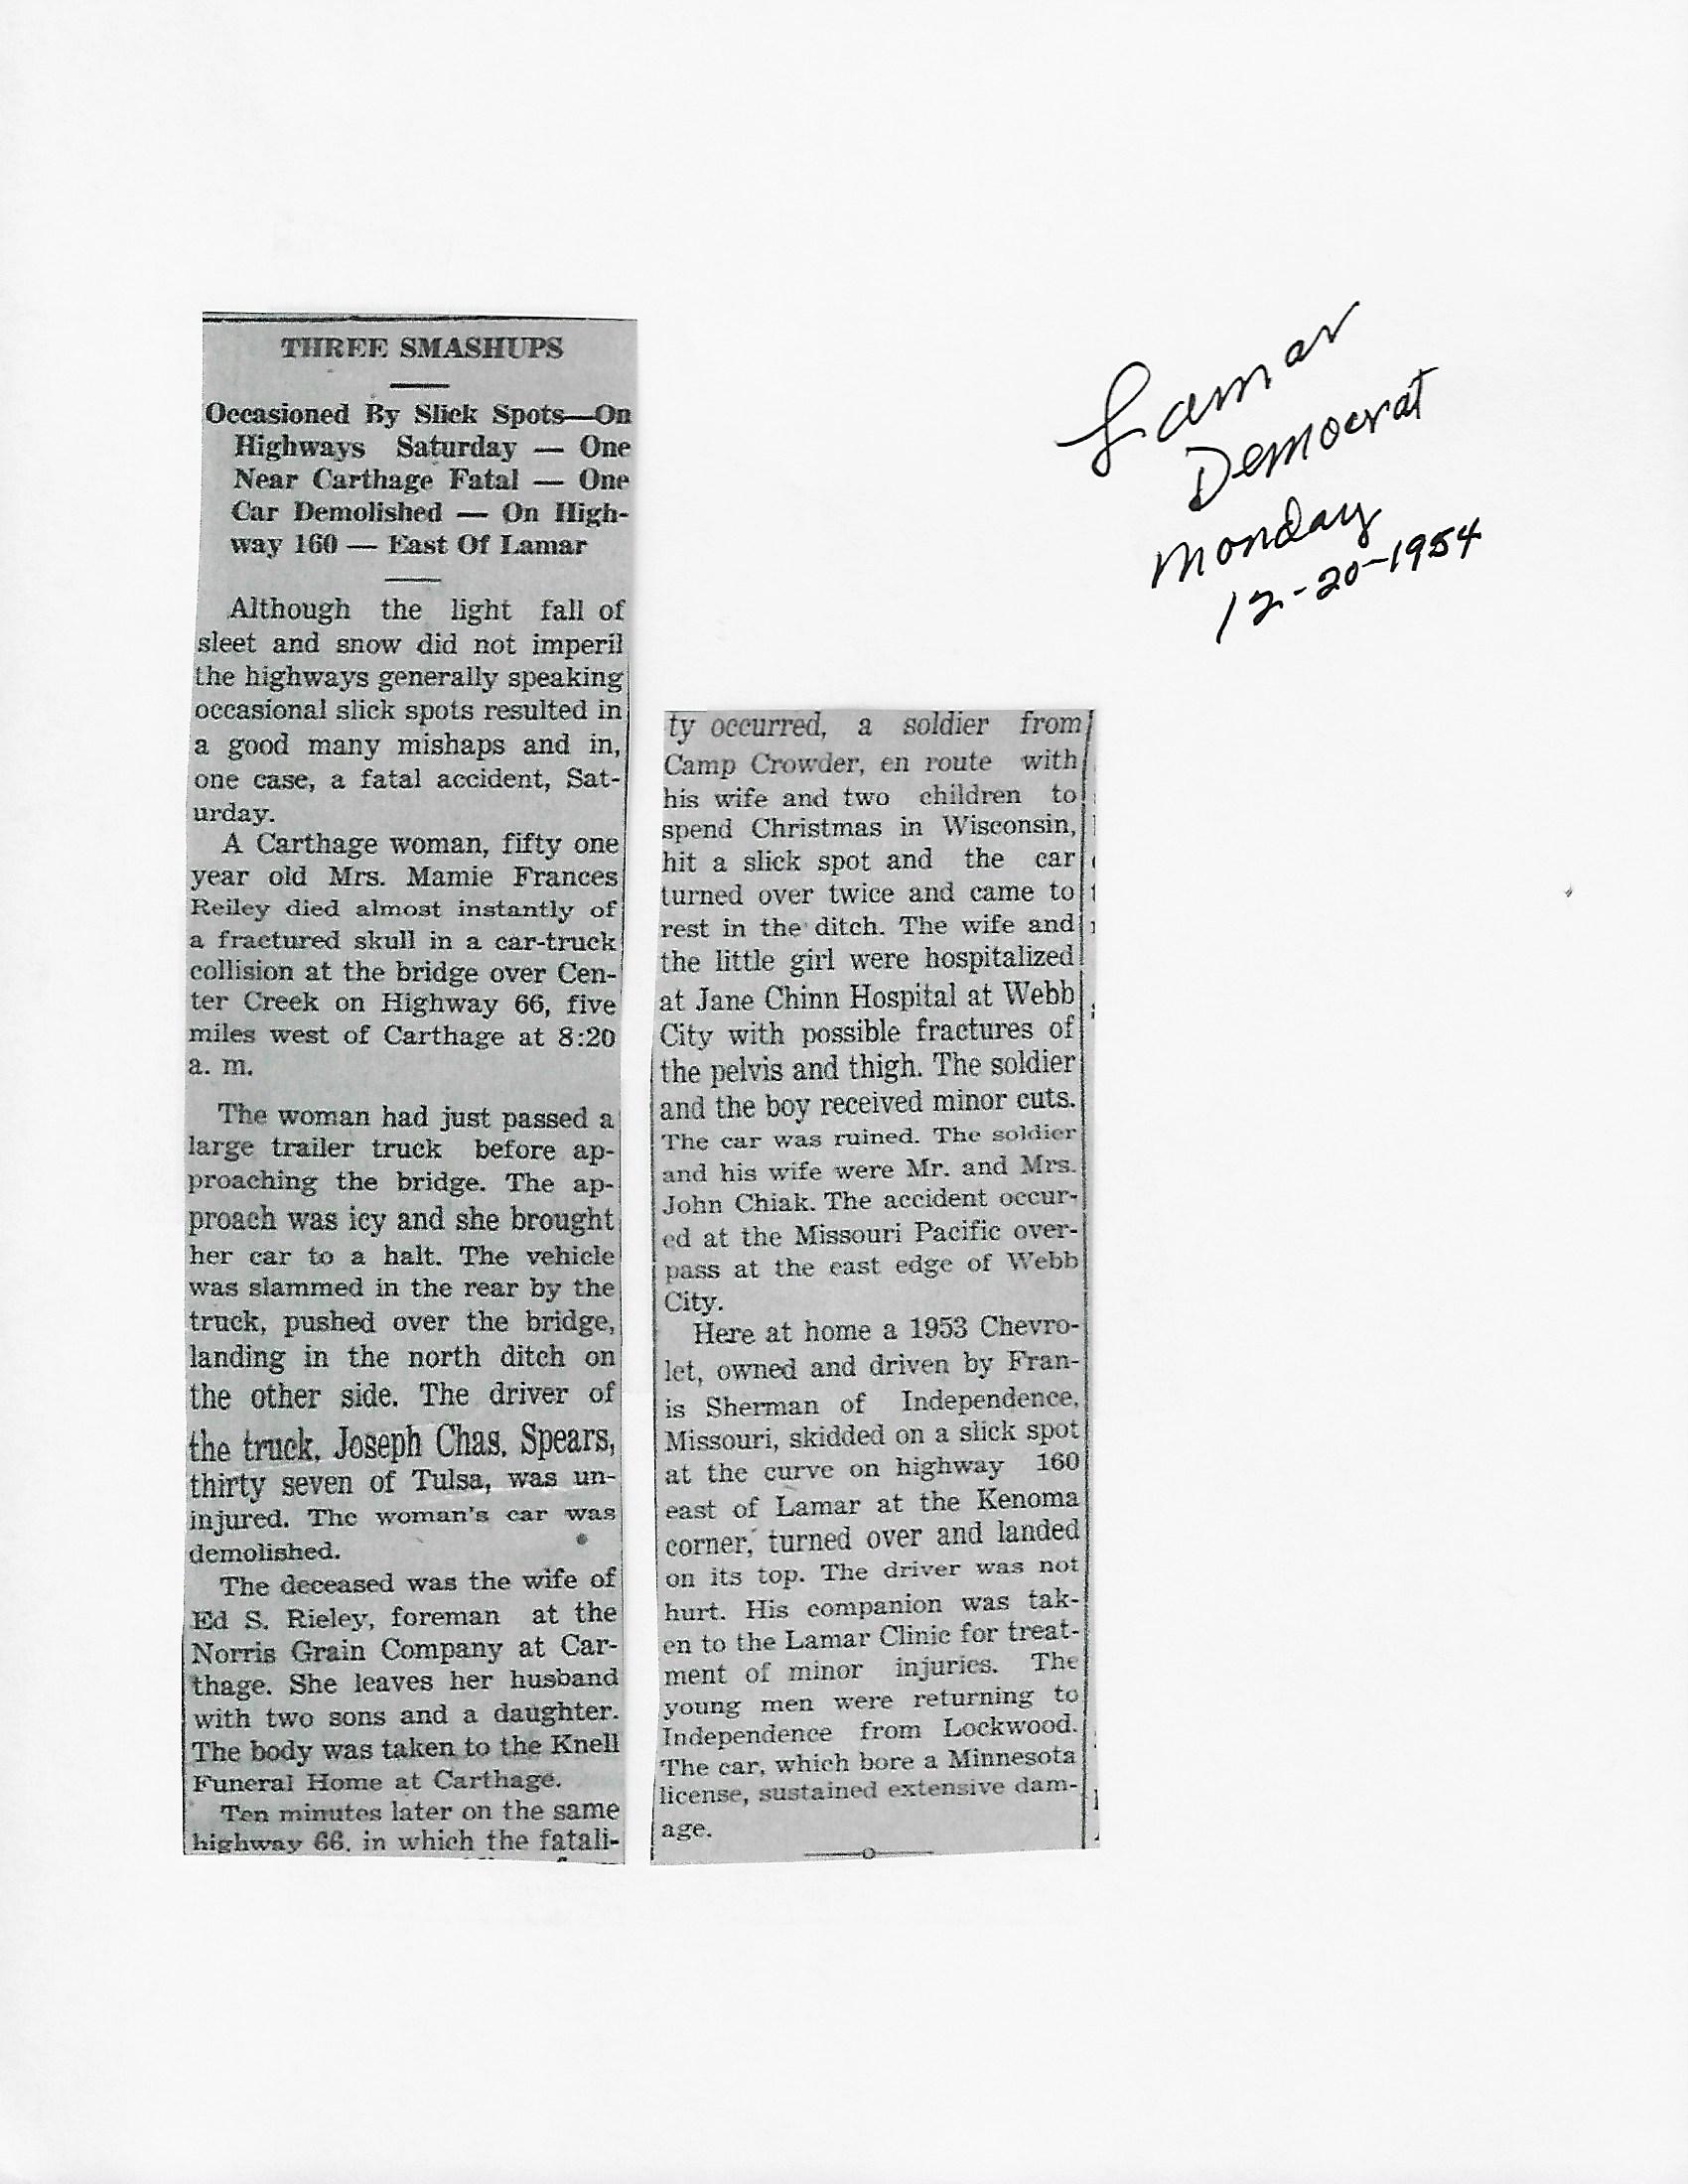 THREE SMASHUPS
Occasioned By Slick Spots—On
Highways Saturday — One
Near Carthage Fatal — One
Car Demolished — On High-
way 160 — East Of Lamar
Although the light fall of
sleet and snow did not imperil
the highways generally speaking
occasional slick spots resulted in
a good many mishaps and in,
one case, a fatal accident, Sat-
urday.
A Carthage woman, fifty one
year old Mrs. Mamie Frances
Reiley died almost instantly of
a fractured skull in a car-truck
collision at the bridge over Cen-
ter Creek on Highway 66, five
miles west of Carthage at 8:20
a. m.
The woman had just passed a
large trailer truck before ap-
proaching the bridge. The ap-
proach was icy and she brought
her car to a halt. The vehicle
was slammed in the rear by the
truck, pushed over the bridge,
landing in the north ditch on
the other side. The driver of
the truck, Joseph Chas. Spears,
thirty seven of Tulsa, was un-
injured. The woman's car was
demolished.
The deceased was the wife of
Ed S. Rieley, foreman at the
Norris Grain Company at Car-
thage. She leaves her husband
with two sons and a daughter.
The body was taken to the Knell
Funeral Home at Carthage.
Ten minutes later on the same
highway 66, in which the fatali-
ty occurred, a soldier from
Camp Crowder, en route with
his wife and two children to
spend Christmas in Wisconsin,
hit a slick spot and the car
turned over twice and came to
rest in the ditch. The wife and
the little girl were hospitalized
at Jane Chinn Hospital at Webb
City with possible fractures of
the pelvis and thigh. The soldier
and the boy received minor cuts.
The car was ruined. The soldier
and his wife were Mr. and Mrs.
John Chiak. The accident occur-
ed at the Missouri Pacific over-
pass at the east edge of Webb
City.
Here at home a 1953 Chevro-
let, owned and driven by Fran-
is Sherman of Independence,
Missouri, skidded on a slick spot
at the curve on highway 160
east of Lamar at the Kenoma
corner, turned over and landed
on its top. The driver was not
hurt. His companion was tak-
en to the Lamar Clinic for treat-
ment of minor injuries. The
young men were returning to
Independence from Lockwood.
The car, which bore a Minnesota
license, sustained extensive dam-
age.
Lamar
Democrat
Monday
12-20-1954